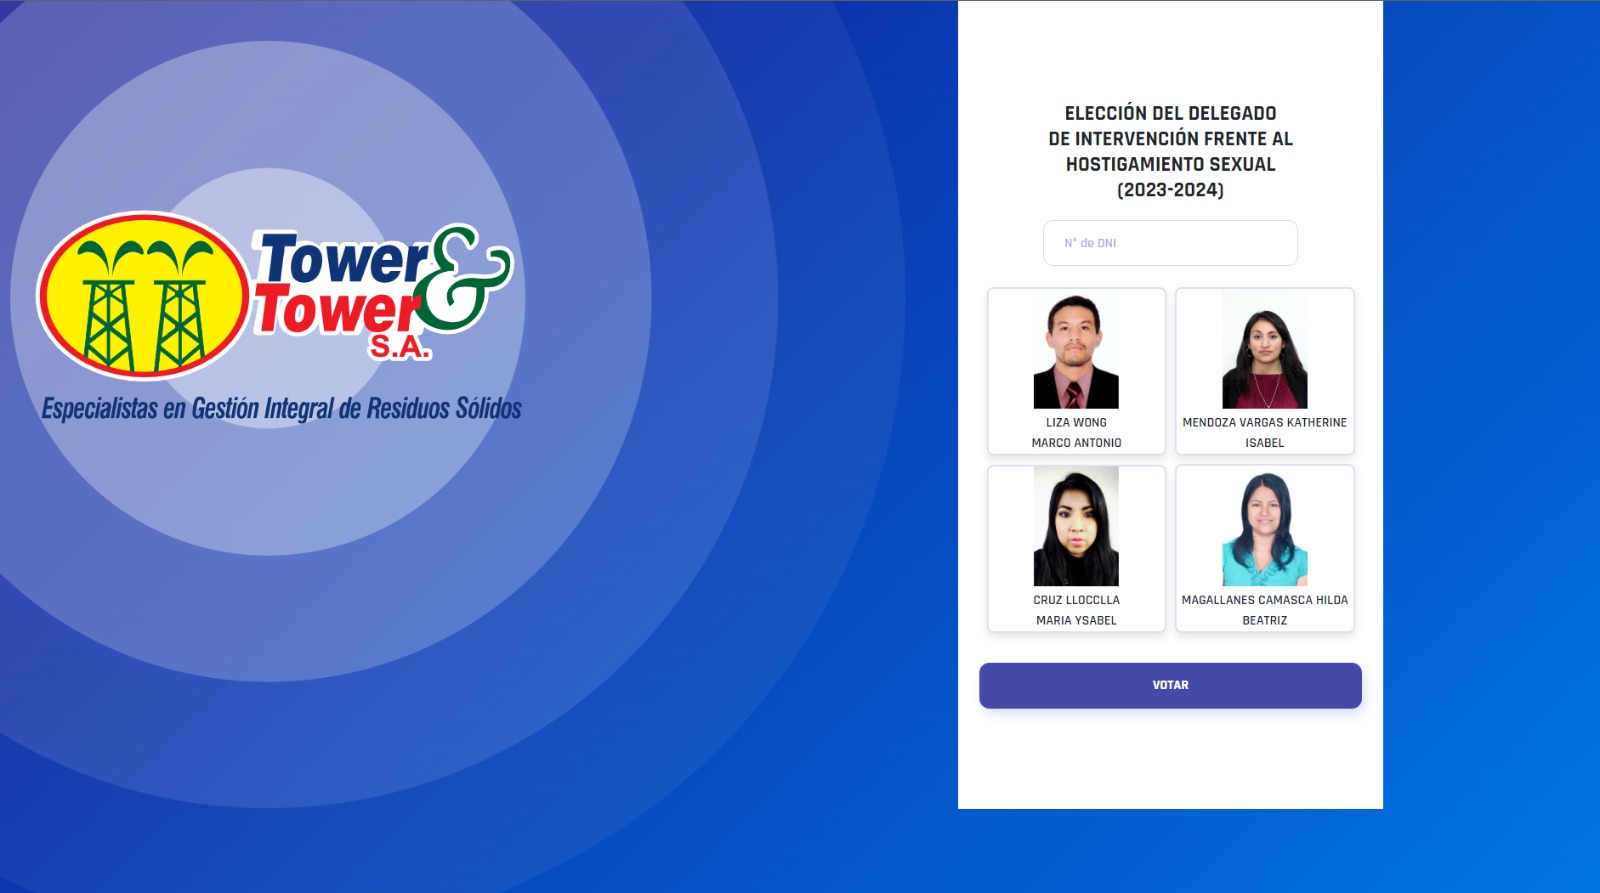 Tower &
Tower
S.A.
Especialistas en Gestión Integral de Residuos Sólidos
ELECCIÓN DEL DELEGADO
DE INTERVENCIÓN FRENTE AL
HOSTIGAMIENTO SEXUAL
(2023-2024)
N° de DNI
LIZA WONG
MARCO ANTONIO
MENDOZA VARGAS KATHERINE
ISABEL
CRUZ LLOCCLLA
MARIA YSABEL
MAGALLANES CAMASCA HILDA
BEATRIZ
VOTAR